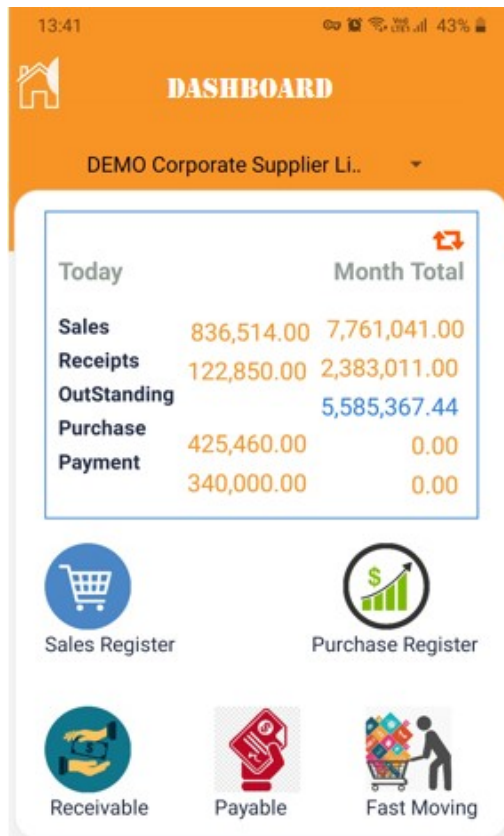 13:41 43%
DASHBOARD
DEMO Corporate Supplier Li..
Today Month Total
Sales 836,514.00 7,761,041.00
Receipts 122,850.00 2,383,011.00
OutStanding 5,585,367.44
Purchase 425,460.00 0.00
Payment 340,000.00 0.00
Sales Register Purchase Register
Receivable Payable Fast Moving